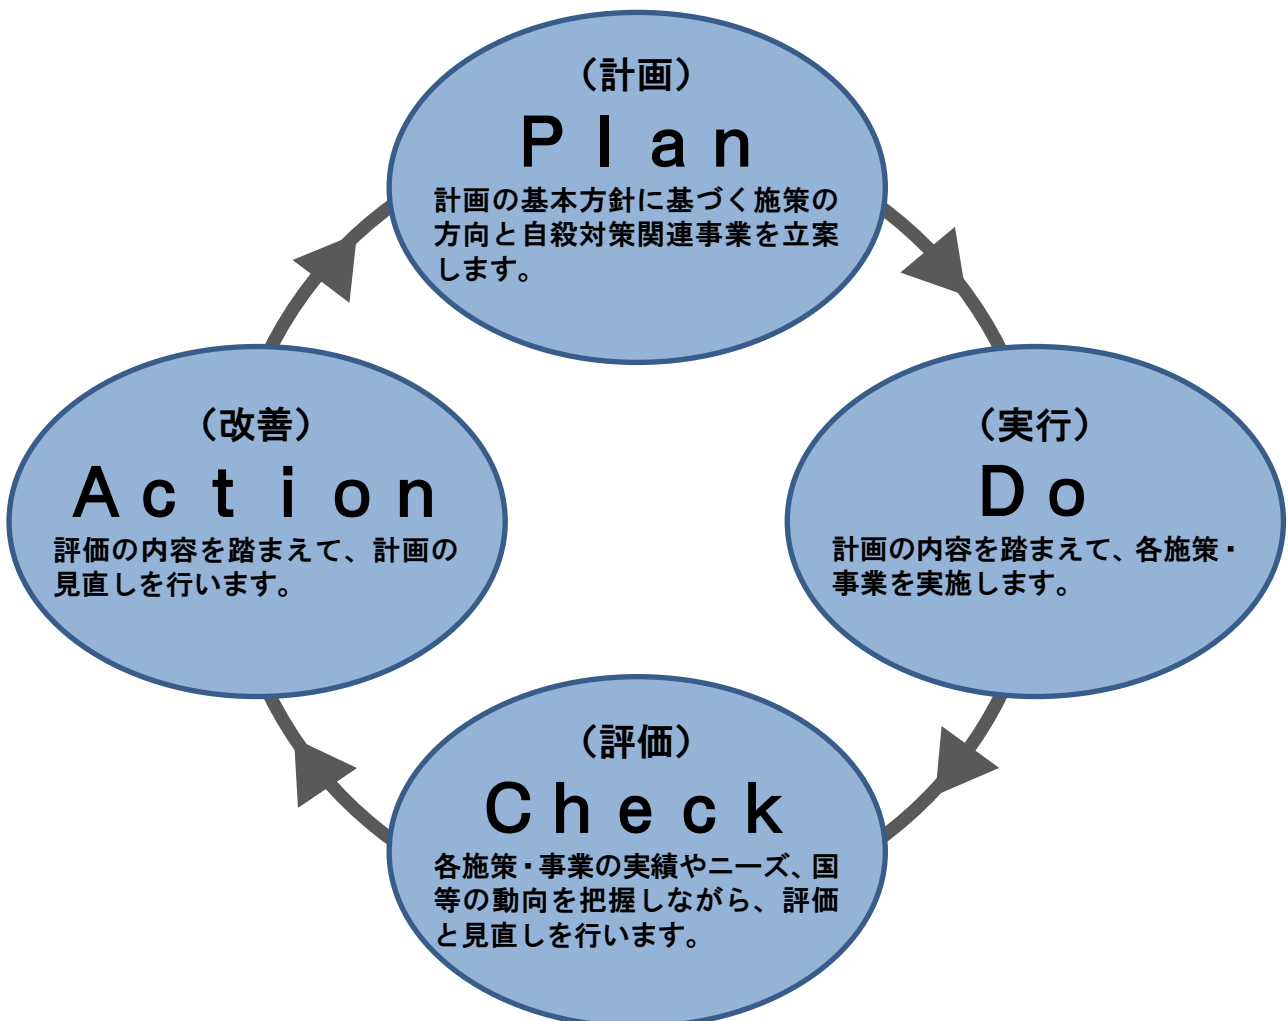 （計画）
Ｐｌａｎ
計画の基本方針に基づく施策の
方向と自殺対策関連事業を立案
します。
（改善）
Ａｃｔｉｏｎ
評価の内容を踏まえて、計画の
見直しを行います。
（実行）
Ｄｏ
計画の内容を踏まえて、各施策・
事業を実施します。
（評価）
Ｃｈｅｃｋ
各施策・事業の実績やニーズ、国
等の動向を把握しながら、評価
と見直しを行います。